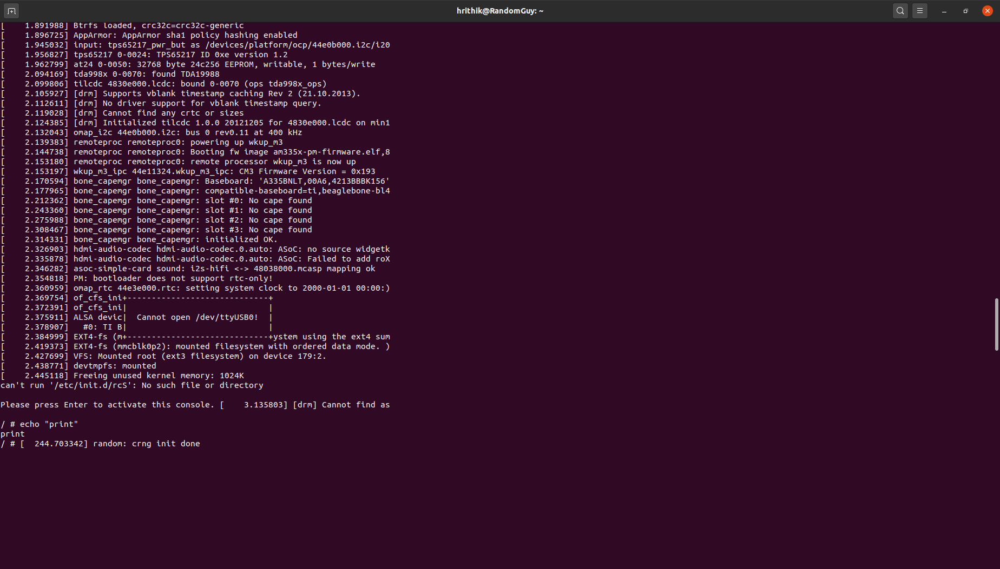 hrithik@RandomGuy: ~
[    1.891988] Btrfs loaded, crc32c=crc32c-generic
[    1.896725] AppArmor: AppArmor sha1 policy hashing enabled
[    1.945032] input: tps65217_pwr_but as /devices/platform/ocp/44e0b000.i2c/i20
[    1.956827] tps65217 0-0024: TPS65217 ID 0xe version 1.2
[    1.962799] at24 0-0050: 32768 byte 24c256 EEPROM, writable, 1 bytes/write
[    2.094169] tda998x 0-0070: found TDA19988
[    2.099806] tilcdc 4830e000.lcdc: bound 0-0070 (ops tda998x_ops)
[    2.105927] [drm] Supports vblank timestamp caching Rev 2 (21.10.2013).
[    2.112611] [drm] No driver support for vblank timestamp query.
[    2.119028] [drm] Cannot find any crtc or sizes
[    2.124385] [drm] Initialized tilcdc 1.0.0 20121205 for 4830e000.lcdc on min1
[    2.132043] omap_i2c 44e0b000.i2c: bus 0 rev0.11 at 400 kHz
[    2.139383] remoteproc remoteproc0: powering up wkup_m3
[    2.144738] remoteproc remoteproc0: Booting fw image am335x-pm-firmware.elf,8
[    2.153180] remoteproc remoteproc0: remote processor wkup_m3 is now up
[    2.153197] wkup_m3_ipc 44e11324.wkup_m3_ipc: CM3 Firmware Version = 0x193
[    2.170594] bone_capemgr bone_capemgr: Baseboard: 'A335BNLT,00A6,4213BBBK156'
[    2.177965] bone_capemgr bone_capemgr: compatible-baseboard=ti,beaglebone-bl4
[    2.212362] bone_capemgr bone_capemgr: slot #0: No cape found
[    2.243360] bone_capemgr bone_capemgr: slot #1: No cape found
[    2.275988] bone_capemgr bone_capemgr: slot #2: No cape found
[    2.308467] bone_capemgr bone_capemgr: slot #3: No cape found
[    2.314331] bone_capemgr bone_capemgr: initialized OK.
[    2.326903] hdmi-audio-codec hdmi-audio-codec.0.auto: ASoC: no source widgetk
[    2.335878] hdmi-audio-codec hdmi-audio-codec.0.auto: ASoC: Failed to add roX
[    2.346282] asoc-simple-card sound: i2s-hifi <-> 48038000.mcasp mapping ok
[    2.354818] PM: bootloader does not support rtc-only!
[    2.360959] omap_rtc 44e3e000.rtc: setting system clock to 2000-01-01 00:00:)
[    2.369754] of_cfs_ini+-----------------------------+
[    2.372391] of_cfs_ini|                             |
[    2.375911] ALSA devic|  Cannot open /dev/ttyUSB0!  |
[    2.378907]   #0: TI B|                             |
[    2.384999] EXT4-fs (m+-----------------------------+ystem using the ext4 sum
[    2.419373] EXT4-fs (mmcblk0p2): mounted filesystem with ordered data mode. )
[    2.427699] VFS: Mounted root (ext3 filesystem) on device 179:2.
[    2.438771] devtmpfs: mounted
[    2.445118] Freeing unused kernel memory: 1024K
can't run '/etc/init.d/rcS': No such file or directory
Please press Enter to activate this console. [    3.135803] [drm] Cannot find as
/ # echo "print"
print
/ # [  244.703342] random: crng init done